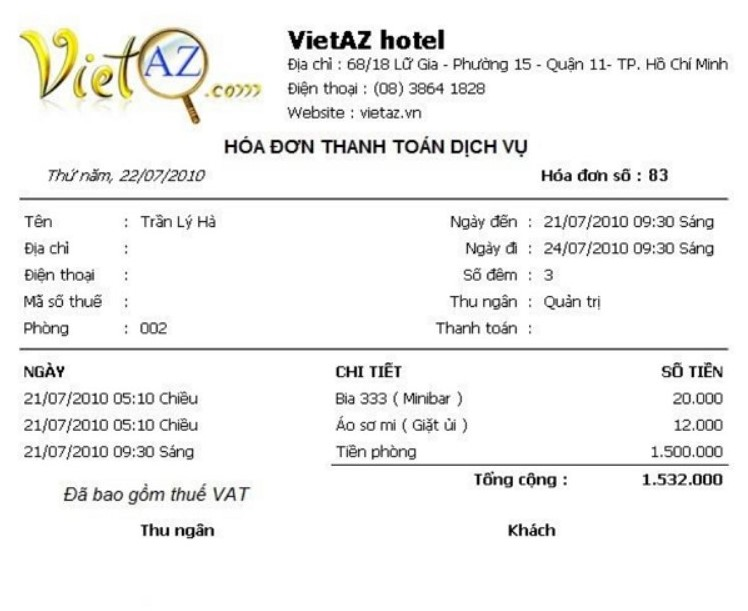 VietAZ.com
VietAZ hotel
Địa chỉ : 68/18 Lữ Gia - Phường 15 - Quận 11- TP. Hồ Chí Minh
Điện thoại : (08) 3864 1828
Website : vietaz.vn
HÓA ĐƠN THANH TOÁN DỊCH VỤ
Thứ năm, 22/07/2010 Hóa đơn số : 83
Tên : Trần Lý Hà Ngày đến : 21/07/2010 09:30 Sáng
Địa chỉ : Ngày đi : 24/07/2010 09:30 Sáng
Điện thoại : Số đêm : 3
Mã số thuế : Thu ngân : Quản trị
Phòng : 002 Thanh toán :
NGÀY CHI TIẾT SỐ TIỀN
21/07/2010 05:10 Chiều Bia 333 ( Minibar ) 20.000
21/07/2010 05:10 Chiều Áo sơ mi ( Giặt ủi ) 12.000
21/07/2010 09:30 Sáng Tiền phòng 1.500.000
Tổng cộng : 1.532.000
Đã bao gồm thuế VAT
Thu ngân Khách